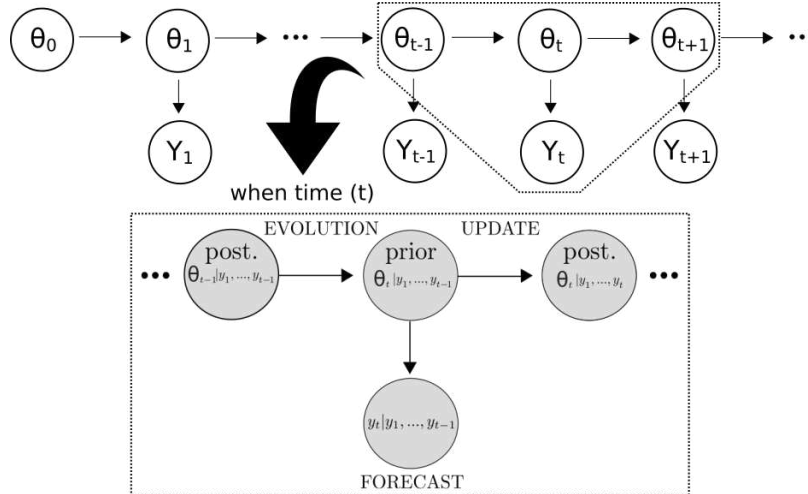 θ₀ θ₁ ••• θₜ₋₁ θₜ θₜ₊₁ ••
Y₁ Yₜ₋₁ Yₜ Yₜ₊₁
when time (t)
EVOLUTION UPDATE
post. prior post.
••• θₜ₋₁|y₁, ..., yₜ₋₁ θₜ|y₁, ..., yₜ₋₁ θₜ|y₁, ..., yₜ •••
yₜ|y₁, ..., yₜ₋₁
FORECAST